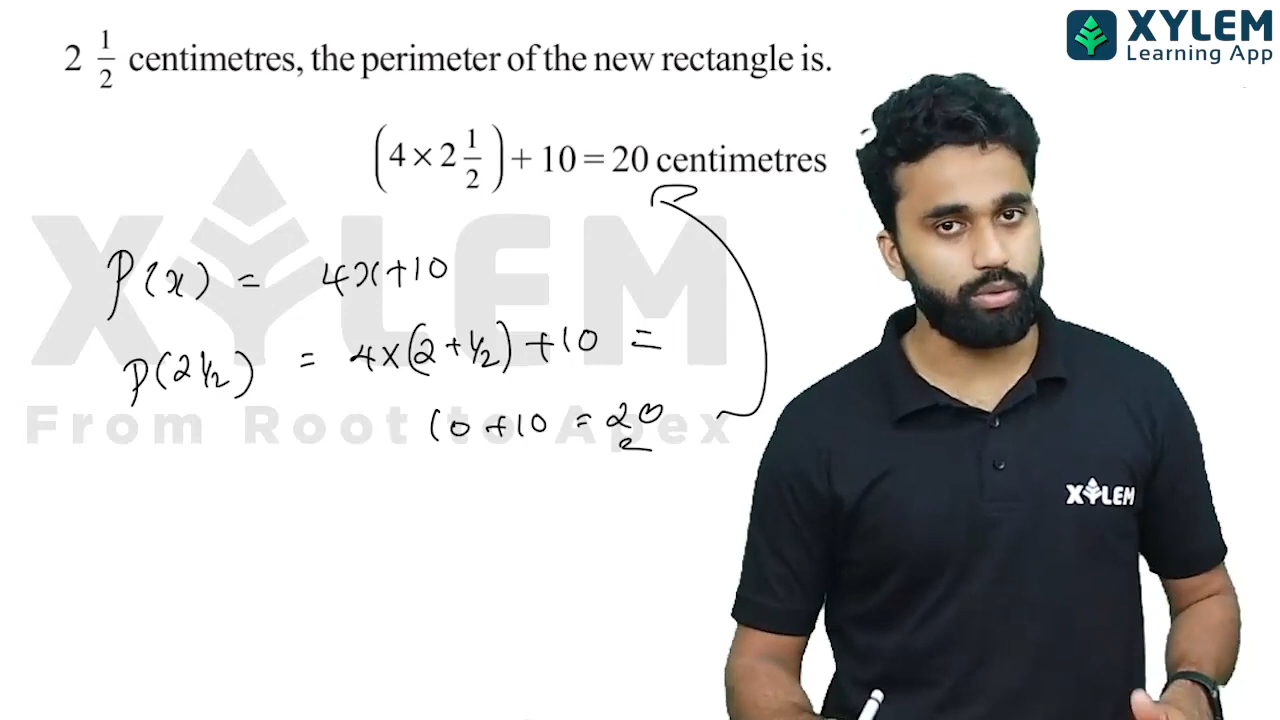 XYLEM
Learning App
2 1/2 centimetres, the perimeter of the new rectangle is.
(4 × 2 1/2) + 10 = 20 centimetres
P(x) = 4x+10
P(2 1/2) = 4×(2+1/2) +10 =
10 +10 = 20
XYLEM
From Root to Apex
XYLEM